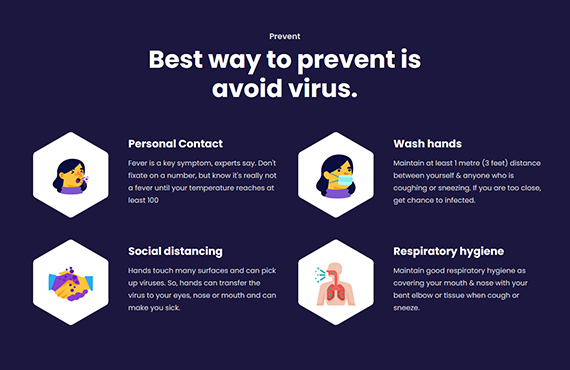 Prevent
Best way to prevent is
avoid virus.
Personal Contact
Fever is a key symptom, experts say. Don't
fixate on a number, but know it's really not
a fever until your temperature reaches at
least 100
Wash hands
Maintain at least 1 metre (3 feet) distance
between yourself & anyone who is
coughing or sneezing. If you are too close,
get chance to infected.
Social distancing
Hands touch many surfaces and can pick
up viruses. So, hands can transfer the
virus to your eyes, nose or mouth and can
make you sick.
Respiratory hygiene
Maintain good respiratory hygiene as
covering your mouth & nose with your
bent elbow or tissue when cough or
sneeze.